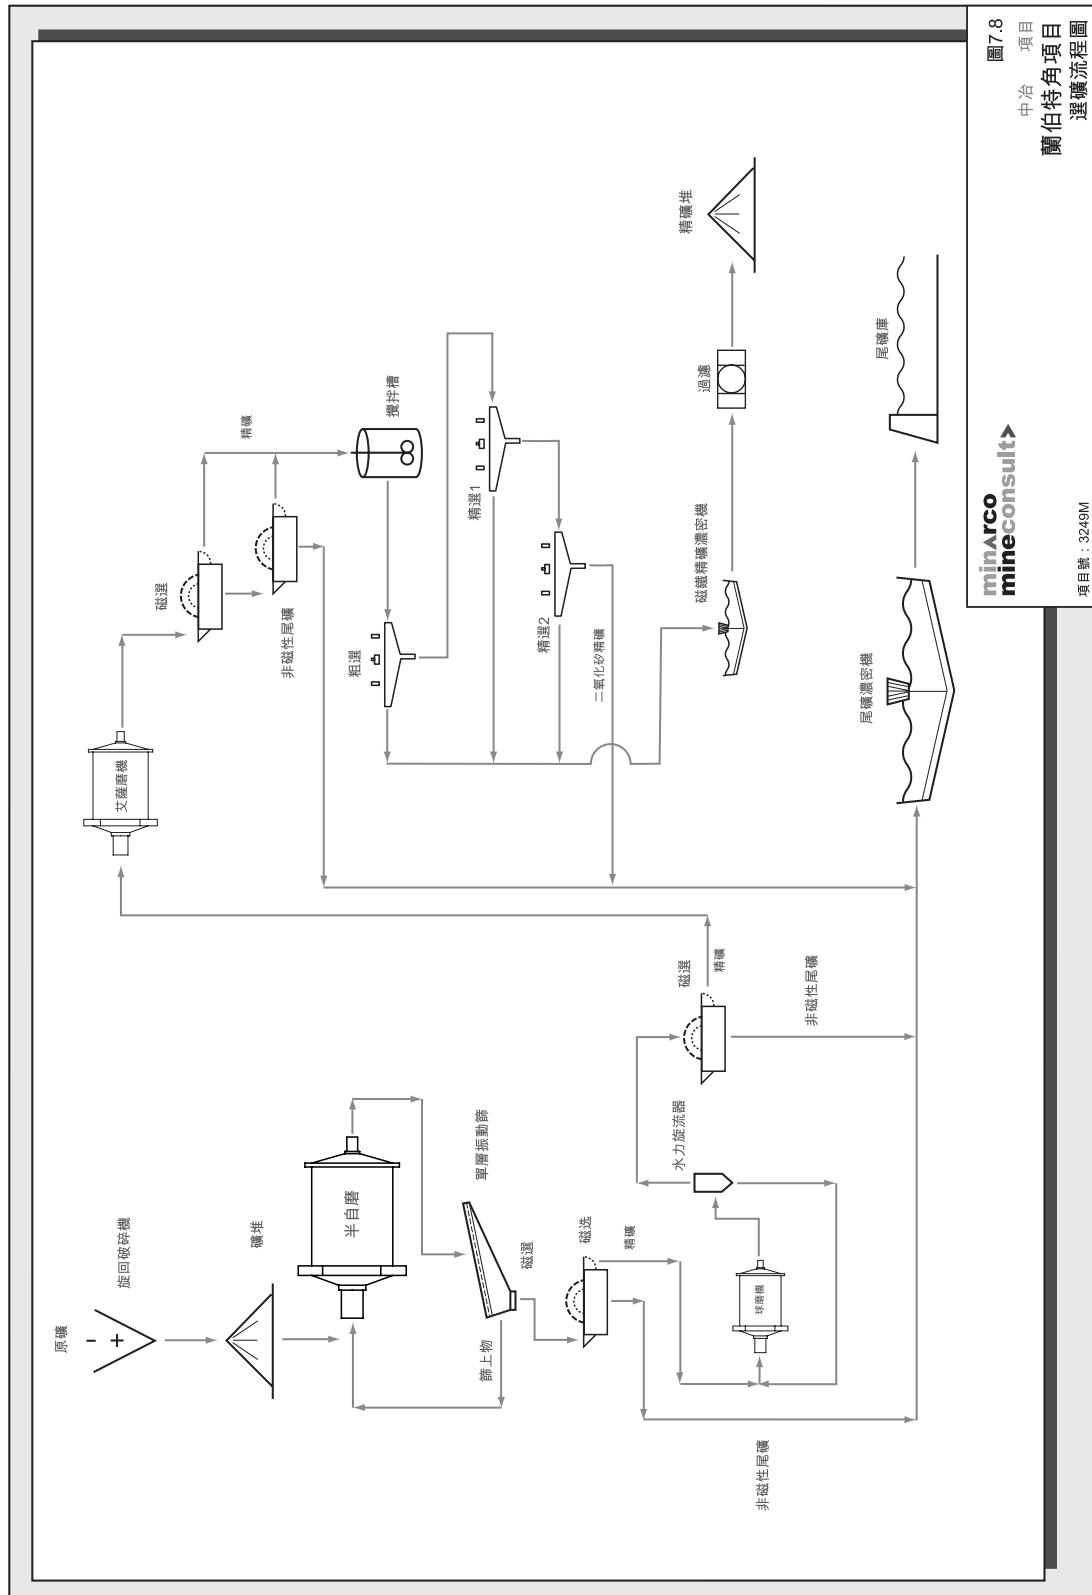 原礦
旋回破碎機
礦堆
半自磨
單層振動篩
篩上物
磁選
磁选
精礦
球磨機
非磁性尾礦
水力旋流器
磁選
精礦
非磁性尾礦
艾薩磨機
磁選
非磁性尾礦
精礦
攪拌槽
粗選
精選1
精選2
二氧化矽精礦
磁鐵精礦濃密機
過濾
精礦堆
尾礦濃密機
尾礦庫
minarco
mineconsult
項目號：3249M
圖7.8
中冶 項目
蘭伯特角項目
選礦流程圖